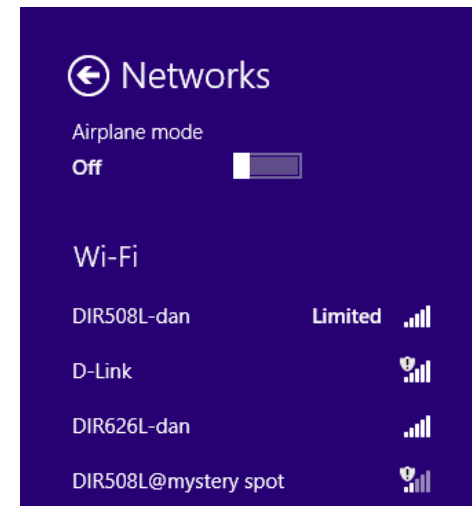 Networks
Airplane mode
Off
Wi-Fi
DIR508L-dan Limited
D-Link
DIR626L-dan
DIR508L@mystery spot